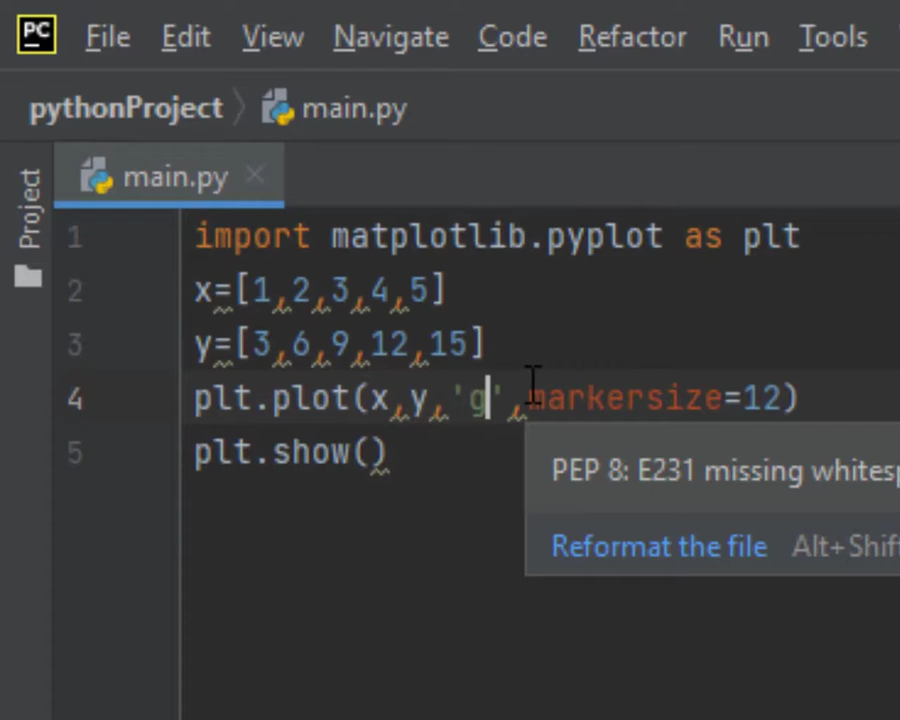 PC File Edit View Navigate Code Refactor Run Tools
pythonProject main.py
Project
main.py
1 import matplotlib.pyplot as plt
2 x=[1,2,3,4,5]
3 y=[3,6,9,12,15]
4 plt.plot(x,y,'g',markersize=12)
5 plt.show()
PEP 8: E231 missing
Reformat the file Alt+Shif